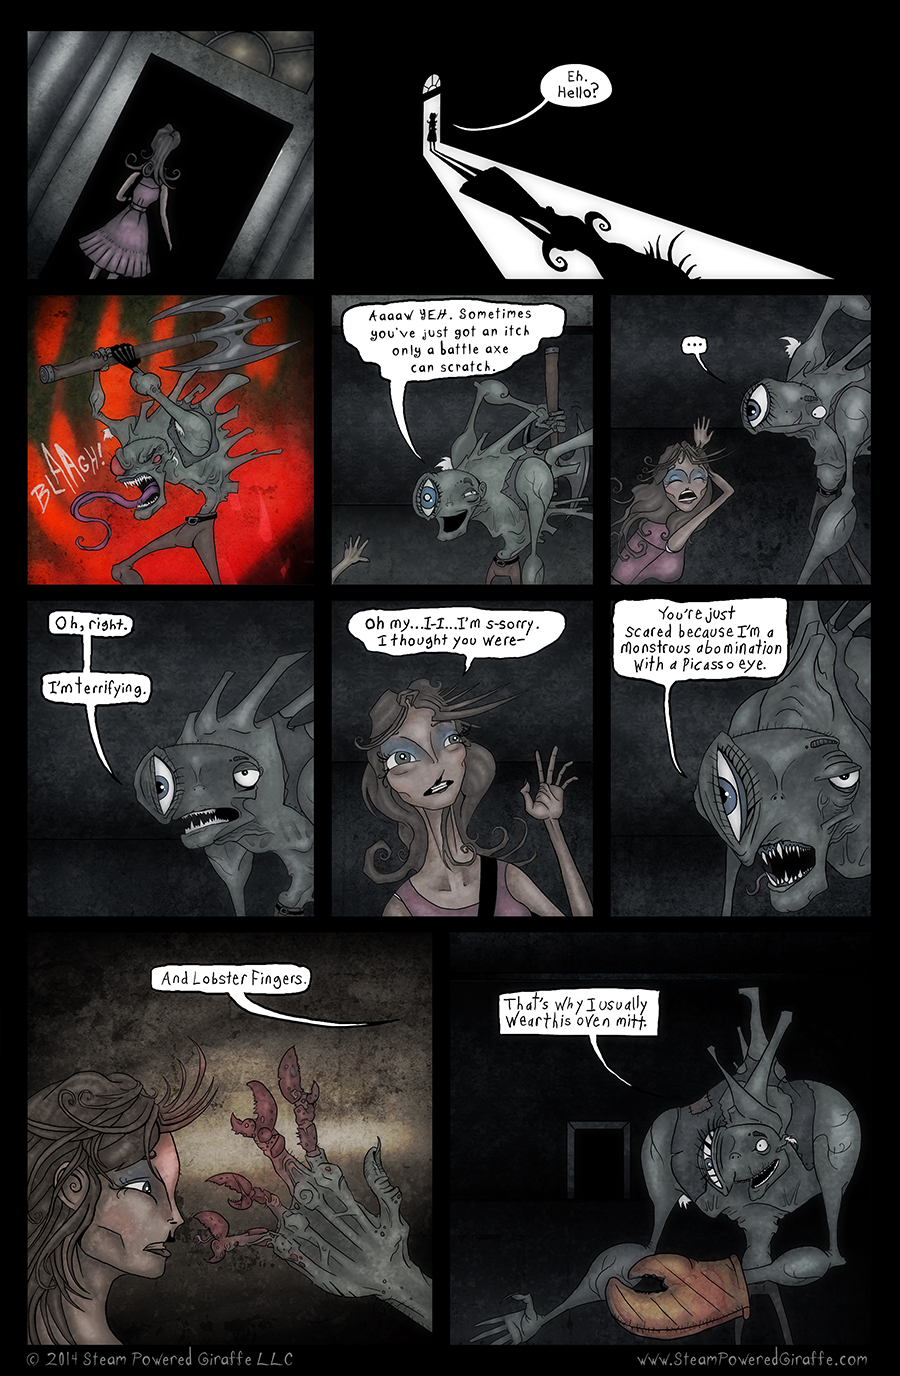 Eh.
Hello?
BLAAGH!
Aaaaw YEH. Sometimes
you've just got an itch
only a battle axe
can scratch.
...
Oh, right.
I'm terrifying.
Oh my...I-I...I'm s-sorry.
I thought you were-
You're just
scared because I'm a
monstrous abomination
with a Picasso eye.
And Lobster Fingers.
That's why I usually
wear this oven mitt.
© 2014 Steam Powered Giraffe LLC
www.SteamPoweredGiraffe.com